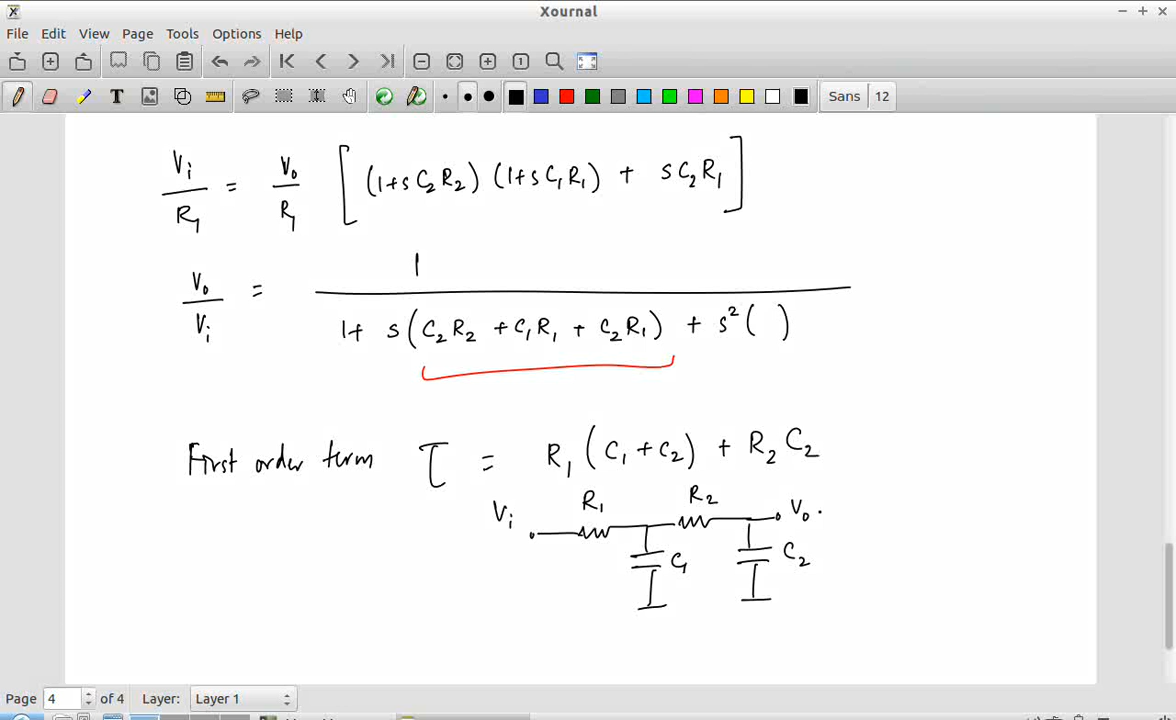 Xournal
File Edit View Page Tools Options Help
Sans 12
Vi/R1 = Vo/R1 [(1+sC2R2) (1+sC1R1) + sC2R1]
Vo/Vi = 1/(1+ s(C2R2 + C1R1 + C2R1) + s²( ))
First order term τ = R1(C1+C2) + R2C2
Vi R1 R2 Vo.
C1 C2
Page 4 of 4 Layer: Layer 1